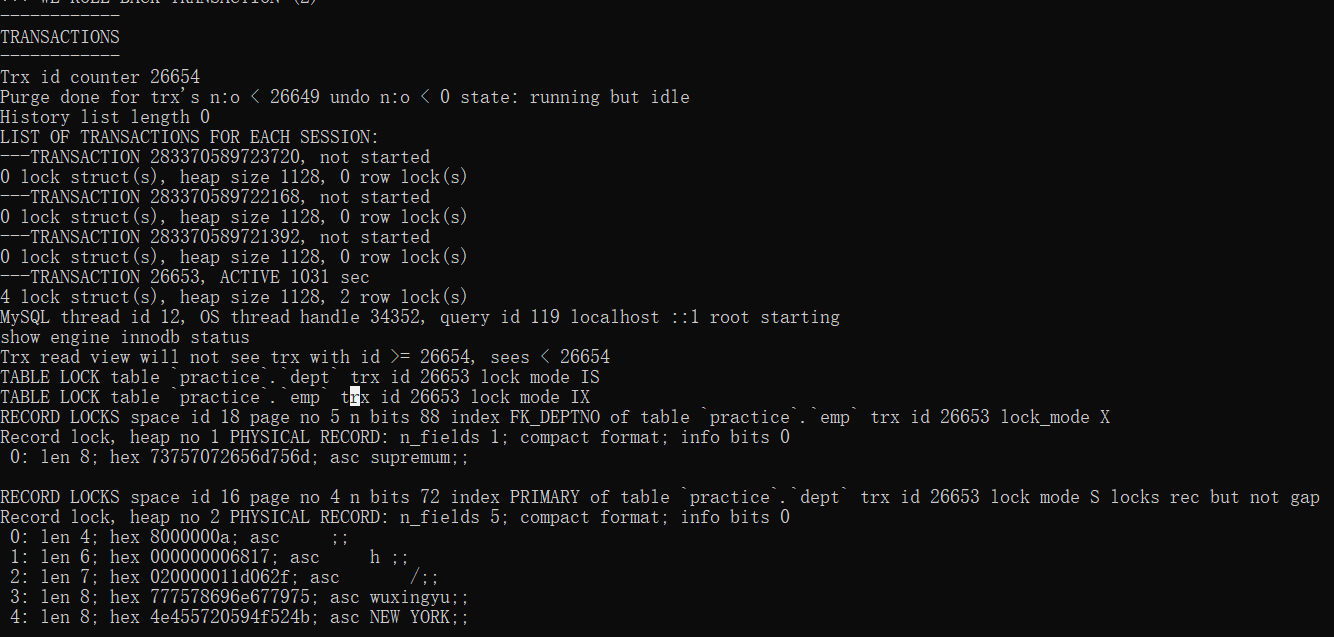 *** WE ROLL BACK TRANSACTION (2)
------------
TRANSACTIONS
------------
Trx id counter 26654
Purge done for trx's n:o < 26649 undo n:o < 0 state: running but idle
History list length 0
LIST OF TRANSACTIONS FOR EACH SESSION:
---TRANSACTION 283370589723720, not started
0 lock struct(s), heap size 1128, 0 row lock(s)
---TRANSACTION 283370589722168, not started
0 lock struct(s), heap size 1128, 0 row lock(s)
---TRANSACTION 283370589721392, not started
0 lock struct(s), heap size 1128, 0 row lock(s)
---TRANSACTION 26653, ACTIVE 1031 sec
4 lock struct(s), heap size 1128, 2 row lock(s)
MySQL thread id 12, OS thread handle 34352, query id 119 localhost ::1 root starting
show engine innodb status
Trx read view will not see trx with id >= 26654, sees < 26654
TABLE LOCK table `practice`.`dept` trx id 26653 lock mode IS
TABLE LOCK table `practice`.`emp` trx id 26653 lock mode IX
RECORD LOCKS space id 18 page no 5 n bits 88 index FK_DEPTNO of table `practice`.`emp` trx id 26653 lock_mode X
Record lock, heap no 1 PHYSICAL RECORD: n_fields 1; compact format; info bits 0
 0: len 8; hex 73757072656d756d; asc supremum;;

RECORD LOCKS space id 16 page no 4 n bits 72 index PRIMARY of table `practice`.`dept` trx id 26653 lock mode S locks rec but not gap
Record lock, heap no 2 PHYSICAL RECORD: n_fields 5; compact format; info bits 0
 0: len 4; hex 8000000a; asc     ;;
 1: len 6; hex 000000006817; asc     h ;;
 2: len 7; hex 020000011d062f; asc       /;;
 3: len 8; hex 777578696e677975; asc wuxingyu;;
 4: len 8; hex 4e455720594f524b; asc NEW YORK;;